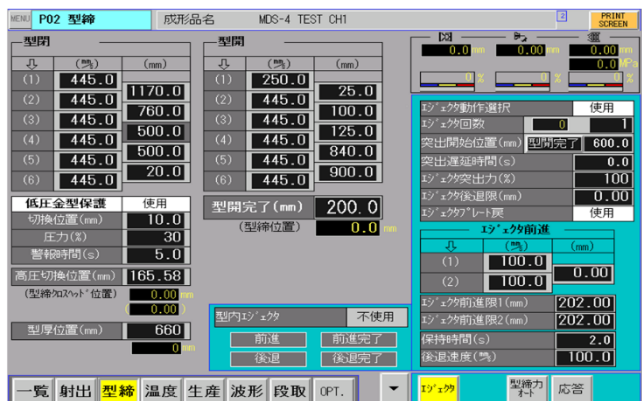 MENU P02 型締 成形品名 MDS-4 TEST CH1 2 PRINT SCREEN
型閉
(mm/s) (mm)
(1) 445.0
1170.0
(2) 445.0
760.0
(3) 445.0
500.0
(4) 445.0
500.0
(5) 445.0
20.0
(6) 445.0
低圧金型保護 使用
切換位置(mm) 10.0
圧力(%) 30
警報時間(s) 5.0
高圧切換位置(mm) 165.58
(型締クロスヘッド位置) 0.00 mm
( 0.00 )
型厚位置(mm) 660
0 mm
型開
(mm/s) (mm)
(1) 250.0
25.0
(2) 445.0
100.0
(3) 445.0
125.0
(4) 445.0
840.0
(5) 445.0
900.0
(6) 445.0
型開完了(mm) 200.0
(型締位置) 0.0 mm
型内エジェクタ 不使用
前進 前進完了
後退 後退完了
0.0 mm 0.00 mm 0.00 mm
0.0 MPa
0 % 0 % 0 %
エジェクタ動作選択 使用
エジェクタ回数 0 1
突出開始位置(mm) 型開完了 600.0
突出遅延時間(s) 0.0
エジェクタ突出力(%) 100
エジェクタ後退限(mm) 0.00
エジェクタプレート戻 使用
エジェクタ前進
(mm/s) (mm)
(1) 100.0
0.00
(2) 100.0
エジェクタ前進限1(mm) 202.00
エジェクタ前進限2(mm) 202.00
保持時間(s) 2.0
後退速度(mm/s) 100.0
一覧 射出 型締 温度 生産 波形 段取 OPT. ▼ エジェクタ 型締力オート 応答